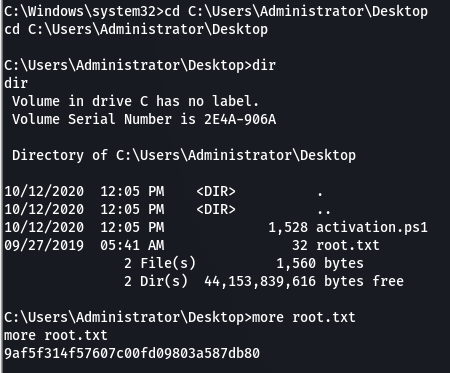 C:\Windows\system32>cd C:\Users\Administrator\Desktop
cd C:\Users\Administrator\Desktop
C:\Users\Administrator\Desktop>dir
dir
 Volume in drive C has no label.
 Volume Serial Number is 2E4A-906A
 Directory of C:\Users\Administrator\Desktop
10/12/2020  12:05 PM    <DIR>          .
10/12/2020  12:05 PM    <DIR>          ..
10/12/2020  12:05 PM             1,528 activation.ps1
09/27/2019  05:41 AM                32 root.txt
               2 File(s)          1,560 bytes
               2 Dir(s)  44,153,839,616 bytes free
C:\Users\Administrator\Desktop>more root.txt
more root.txt
9af5f314f57607c00fd09803a587db80